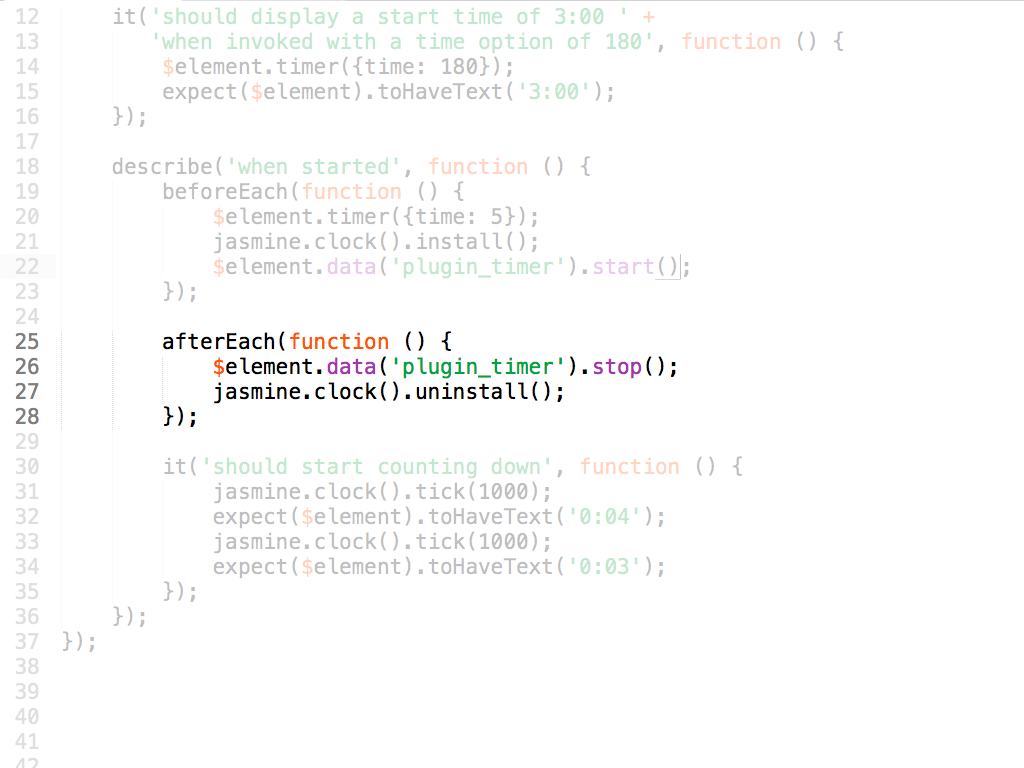 12 it('should display a start time of 3:00 ' +
13 'when invoked with a time option of 180', function () {
14 $element.timer({time: 180});
15 expect($element).toHaveText('3:00');
16 });
17
18 describe('when started', function () {
19 beforeEach(function () {
20 $element.timer({time: 5});
21 jasmine.clock().install();
22 $element.data('plugin_timer').start();
23 });
24
25 afterEach(function () {
26 $element.data('plugin_timer').stop();
27 jasmine.clock().uninstall();
28 });
29
30 it('should start counting down', function () {
31 jasmine.clock().tick(1000);
32 expect($element).toHaveText('0:04');
33 jasmine.clock().tick(1000);
34 expect($element).toHaveText('0:03');
35 });
36 });
37 });
38
39
40
41
42